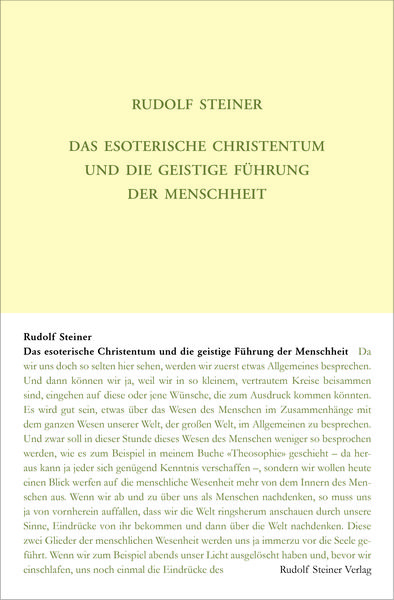 RUDOLF STEINER
DAS ESOTERISCHE CHRISTENTUM
UND DIE GEISTIGE FÜHRUNG
DER MENSCHHEIT
Rudolf Steiner
Das esoterische Christentum und die geistige Führung der Menschheit Da
wir uns doch so selten hier sehen, werden wir zuerst etwas Allgemeines besprechen.
Und dann können wir ja, weil wir in so kleinem, vertrautem Kreise beisammen
sind, eingehen auf diese oder jene Wünsche, die zum Ausdruck kommen könnten.
Es wird gut sein, etwas über das Wesen des Menschen im Zusammenhänge mit
dem ganzen Wesen unserer Welt, der großen Welt, im Allgemeinen zu besprechen.
Und zwar soll in dieser Stunde dieses Wesen des Menschen weniger so besprochen
werden, wie es zum Beispiel in meinem Buche «Theosophie» geschieht – da her-
aus kann ja jeder sich genügend Kenntnis verschaffen –, sondern wir wollen heute
einen Blick werfen auf die menschliche Wesenheit mehr von dem Innern des Men-
schen aus. Wenn wir ab und zu über uns als Menschen nachdenken, so muss uns
ja von vornherein auffallen, dass wir die Welt ringsherum anschauen durch unsere
Sinne, Eindrücke von ihr bekommen und dann über die Welt nachdenken. Diese
zwei Glieder der menschlichen Wesenheit werden uns ja immerzu vor die Seele ge-
führt. Wenn wir zum Beispiel abends unser Licht ausgelöscht haben und, bevor wir
einschlafen, uns noch einmal die Eindrücke des Rudolf Steiner Verlag